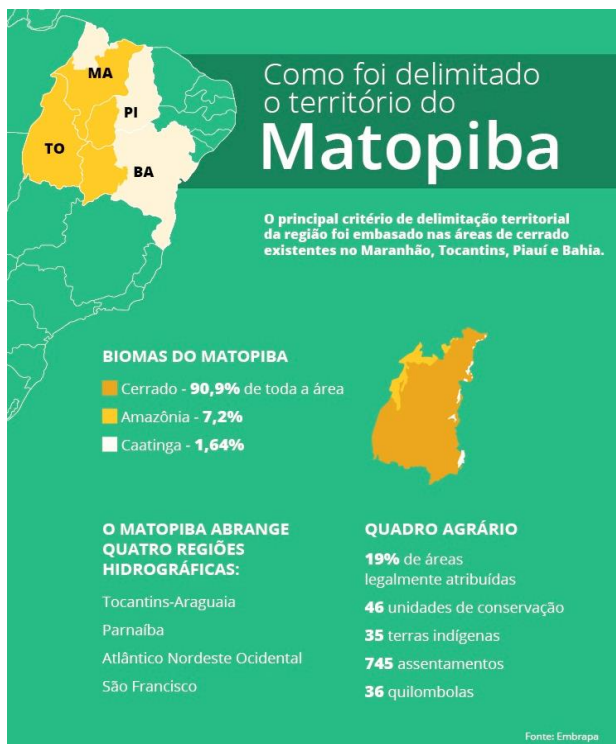 MA
PI
TO
BA
Como foi delimitado
o território do
Matopiba
O principal critério de delimitação territorial
da região foi embasado nas áreas de cerrado
existentes no Maranhão, Tocantins, Piauí e Bahia.
BIOMAS DO MATOPIBA
Cerrado - 90,9% de toda a área
Amazônia - 7,2%
Caatinga - 1,64%
O MATOPIBA ABRANGE
QUATRO REGIÕES
HIDROGRÁFICAS:
Tocantins-Araguaia
Parnaíba
Atlântico Nordeste Ocidental
São Francisco
QUADRO AGRÁRIO
19% de áreas
legalmente atribuídas
46 unidades de conservação
35 terras indígenas
745 assentamentos
36 quilombolas
Fonte: Embrapa